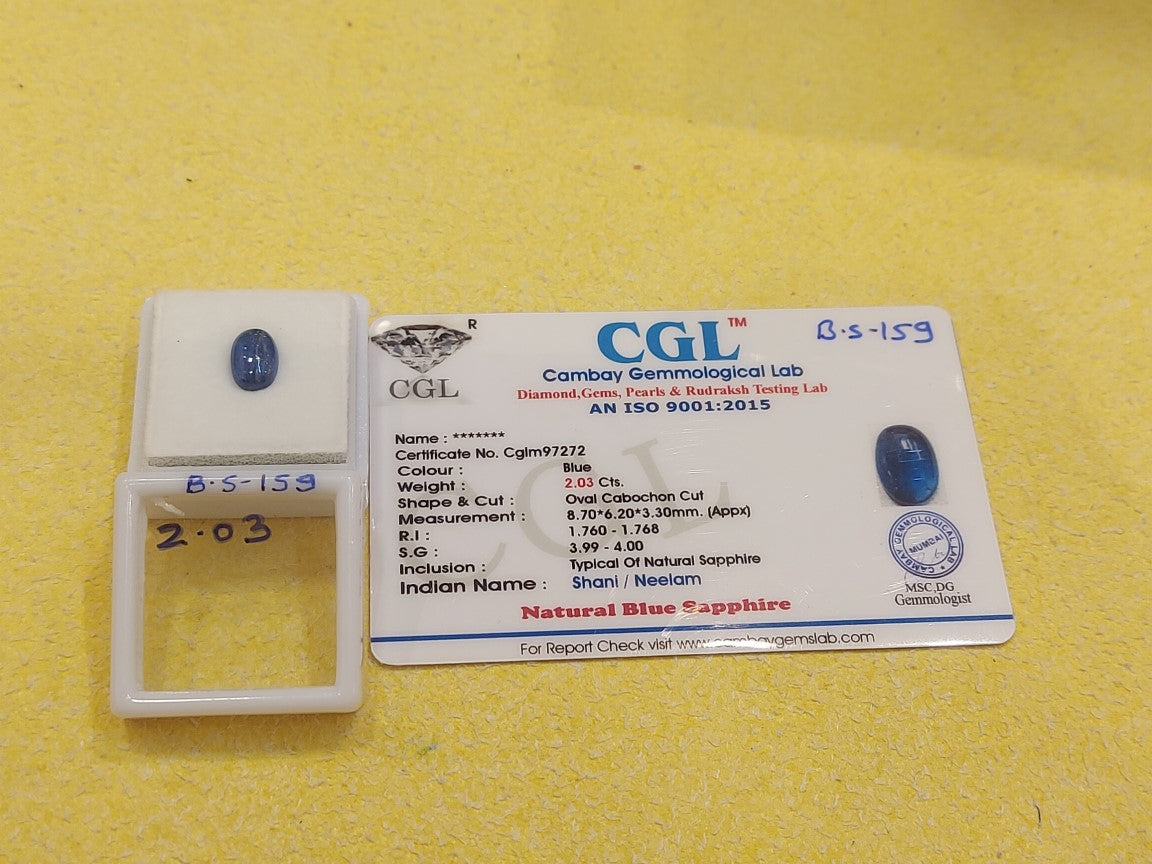 B.S-159
2.03
R
CGL
CGL™
B.S-159
Cambay Gemmological Lab
Diamond,Gems, Pearls & Rudraksh Testing Lab
AN ISO 9001:2015
Name : *******
Certificate No. Cglm97272
Colour : Blue
Weight : 2.03 Cts.
Shape & Cut : Oval Cabochon Cut
Measurement : 8.70*6.20*3.30mm. (Appx)
R.I : 1.760 - 1.768
S.G : 3.99 - 4.00
Inclusion : Typical Of Natural Sapphire
Indian Name : Shani / Neelam
Natural Blue Sapphire
CAMBAY GEMMOLOGICAL LAB
MUMBAI
MSC,DG
Gemmologist
For Report Check visit www.cambaygemslab.com